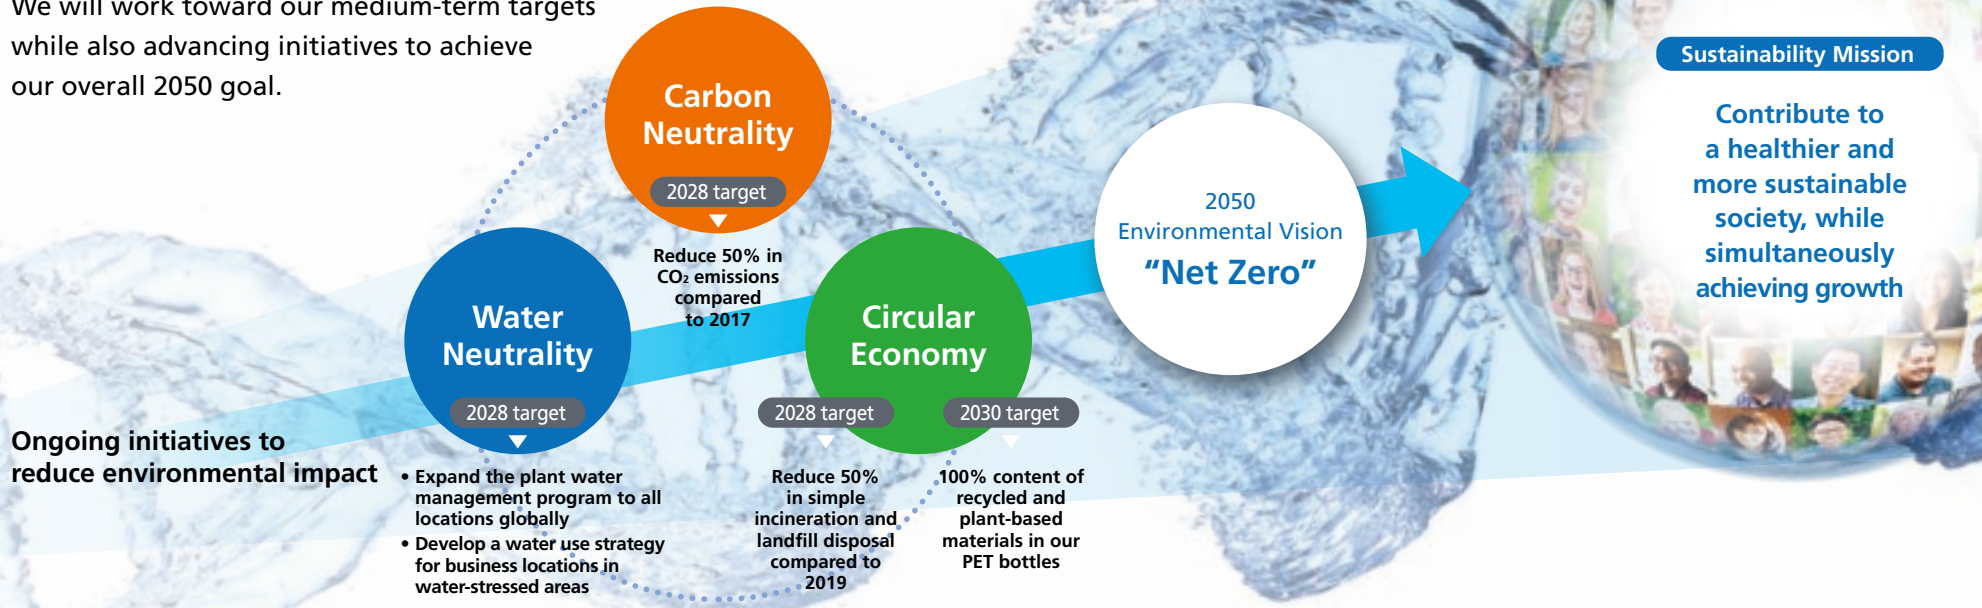 We will work toward our medium-term targets
while also advancing initiatives to achieve
our overall 2050 goal.
Carbon
Neutrality
2028 target
Reduce 50% in
CO₂ emissions
compared
to 2017
Water
Neutrality
2028 target
• Expand the plant water
management program to all
locations globally
• Develop a water use strategy
for business locations in
water-stressed areas
Circular
Economy
2028 target
Reduce 50%
in simple
incineration and
landfill disposal
compared to
2019
2030 target
100% content of
recycled and
plant-based
materials in our
PET bottles
Ongoing initiatives to
reduce environmental impact
2050
Environmental Vision
“Net Zero”
Sustainability Mission
Contribute to
a healthier and
more sustainable
society, while
simultaneously
achieving growth